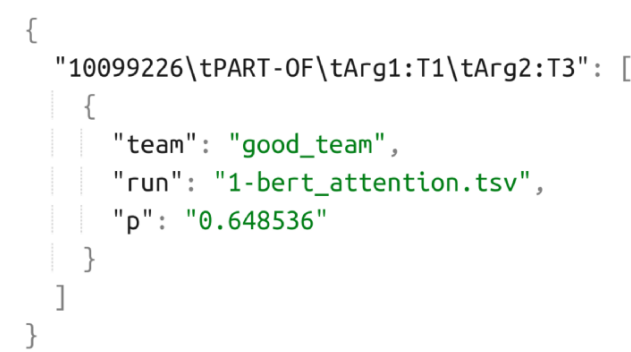 {
"10099226\tPART-OF\tArg1:T1\tArg2:T3": [
{
"team": "good_team",
"run": "1-bert_attention.tsv",
"p": "0.648536"
}
]
}